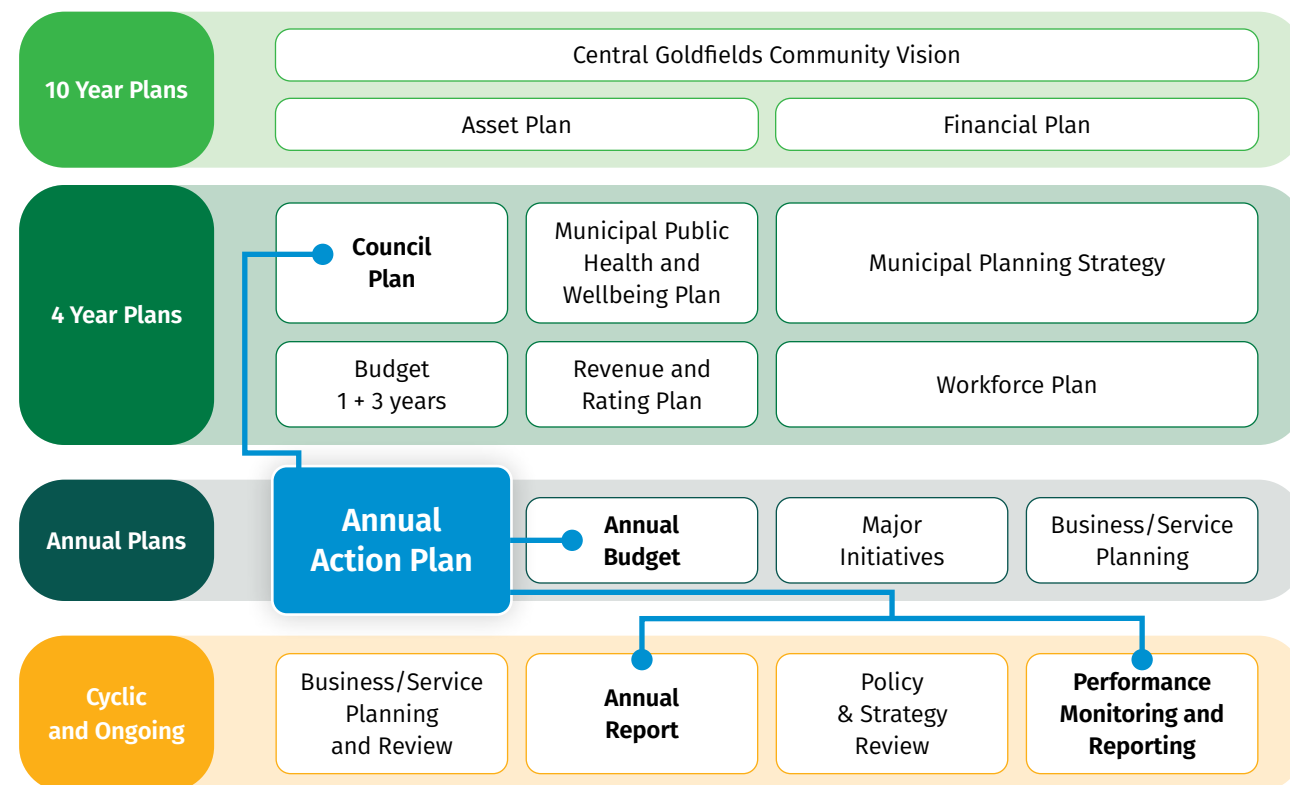 10 Year Plans
Central Goldfields Community Vision
Asset Plan
Financial Plan
4 Year Plans
Council
Plan
Municipal Public
Health and
Wellbeing Plan
Municipal Planning Strategy
Budget
1 + 3 years
Revenue and
Rating Plan
Workforce Plan
Annual Plans
Annual
Action Plan
Annual
Budget
Major
Initiatives
Business/Service
Planning
Cyclic
and Ongoing
Business/Service
Planning
and Review
Annual
Report
Policy
& Strategy
Review
Performance
Monitoring and
Reporting